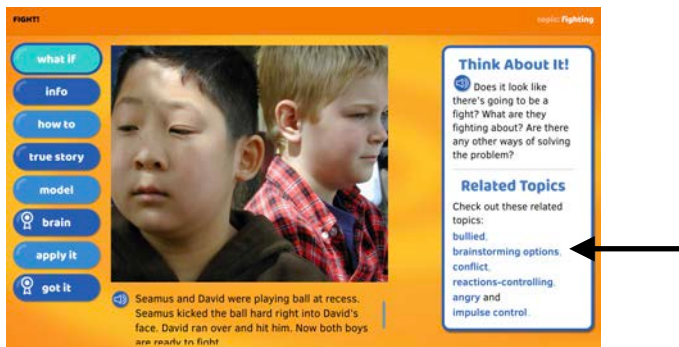 FIGHT!
topic: fighting
what if
info
how to
true story
model
brain
apply it
got it
Seamus and David were playing ball at recess.
Seamus kicked the ball hard right into David's
face. David ran over and hit him. Now both boys
are ready to fight
Think About It!
Does it look like
there's going to be a
fight? What are they
fighting about? Are there
any other ways of solving
the problem?
Related Topics
Check out these related
topics:
bullied,
brainstorming options,
conflict,
reactions-controlling,
angry and
impulse control.